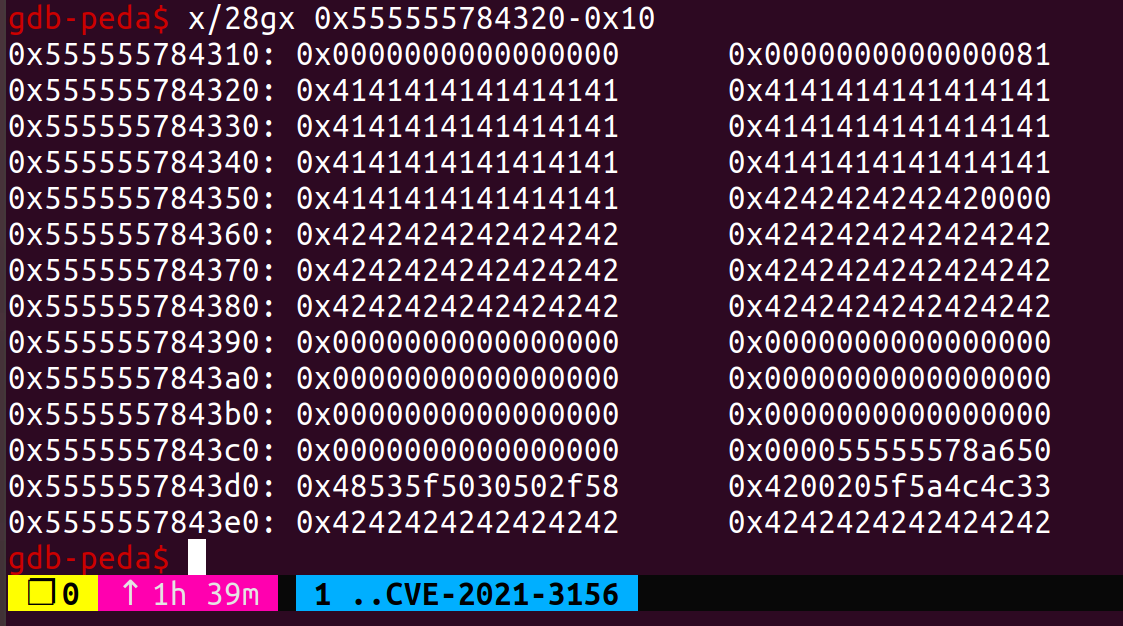 gdb-peda$ x/28gx 0x555555784320-0x10
0x555555784310: 0x0000000000000000 0x0000000000000081
0x555555784320: 0x4141414141414141 0x4141414141414141
0x555555784330: 0x4141414141414141 0x4141414141414141
0x555555784340: 0x4141414141414141 0x4141414141414141
0x555555784350: 0x4141414141414141 0x4242424242420000
0x555555784360: 0x4242424242424242 0x4242424242424242
0x555555784370: 0x4242424242424242 0x4242424242424242
0x555555784380: 0x4242424242424242 0x4242424242424242
0x555555784390: 0x0000000000000000 0x0000000000000000
0x5555557843a0: 0x0000000000000000 0x0000000000000000
0x5555557843b0: 0x0000000000000000 0x0000000000000000
0x5555557843c0: 0x0000000000000000 0x000055555578a650
0x5555557843d0: 0x48535f5030502f58 0x4200205f5a4c4c33
0x5555557843e0: 0x4242424242424242 0x4242424242424242
gdb-peda$
❐ 0 ↑ 1h 39m 1 ..CVE-2021-3156